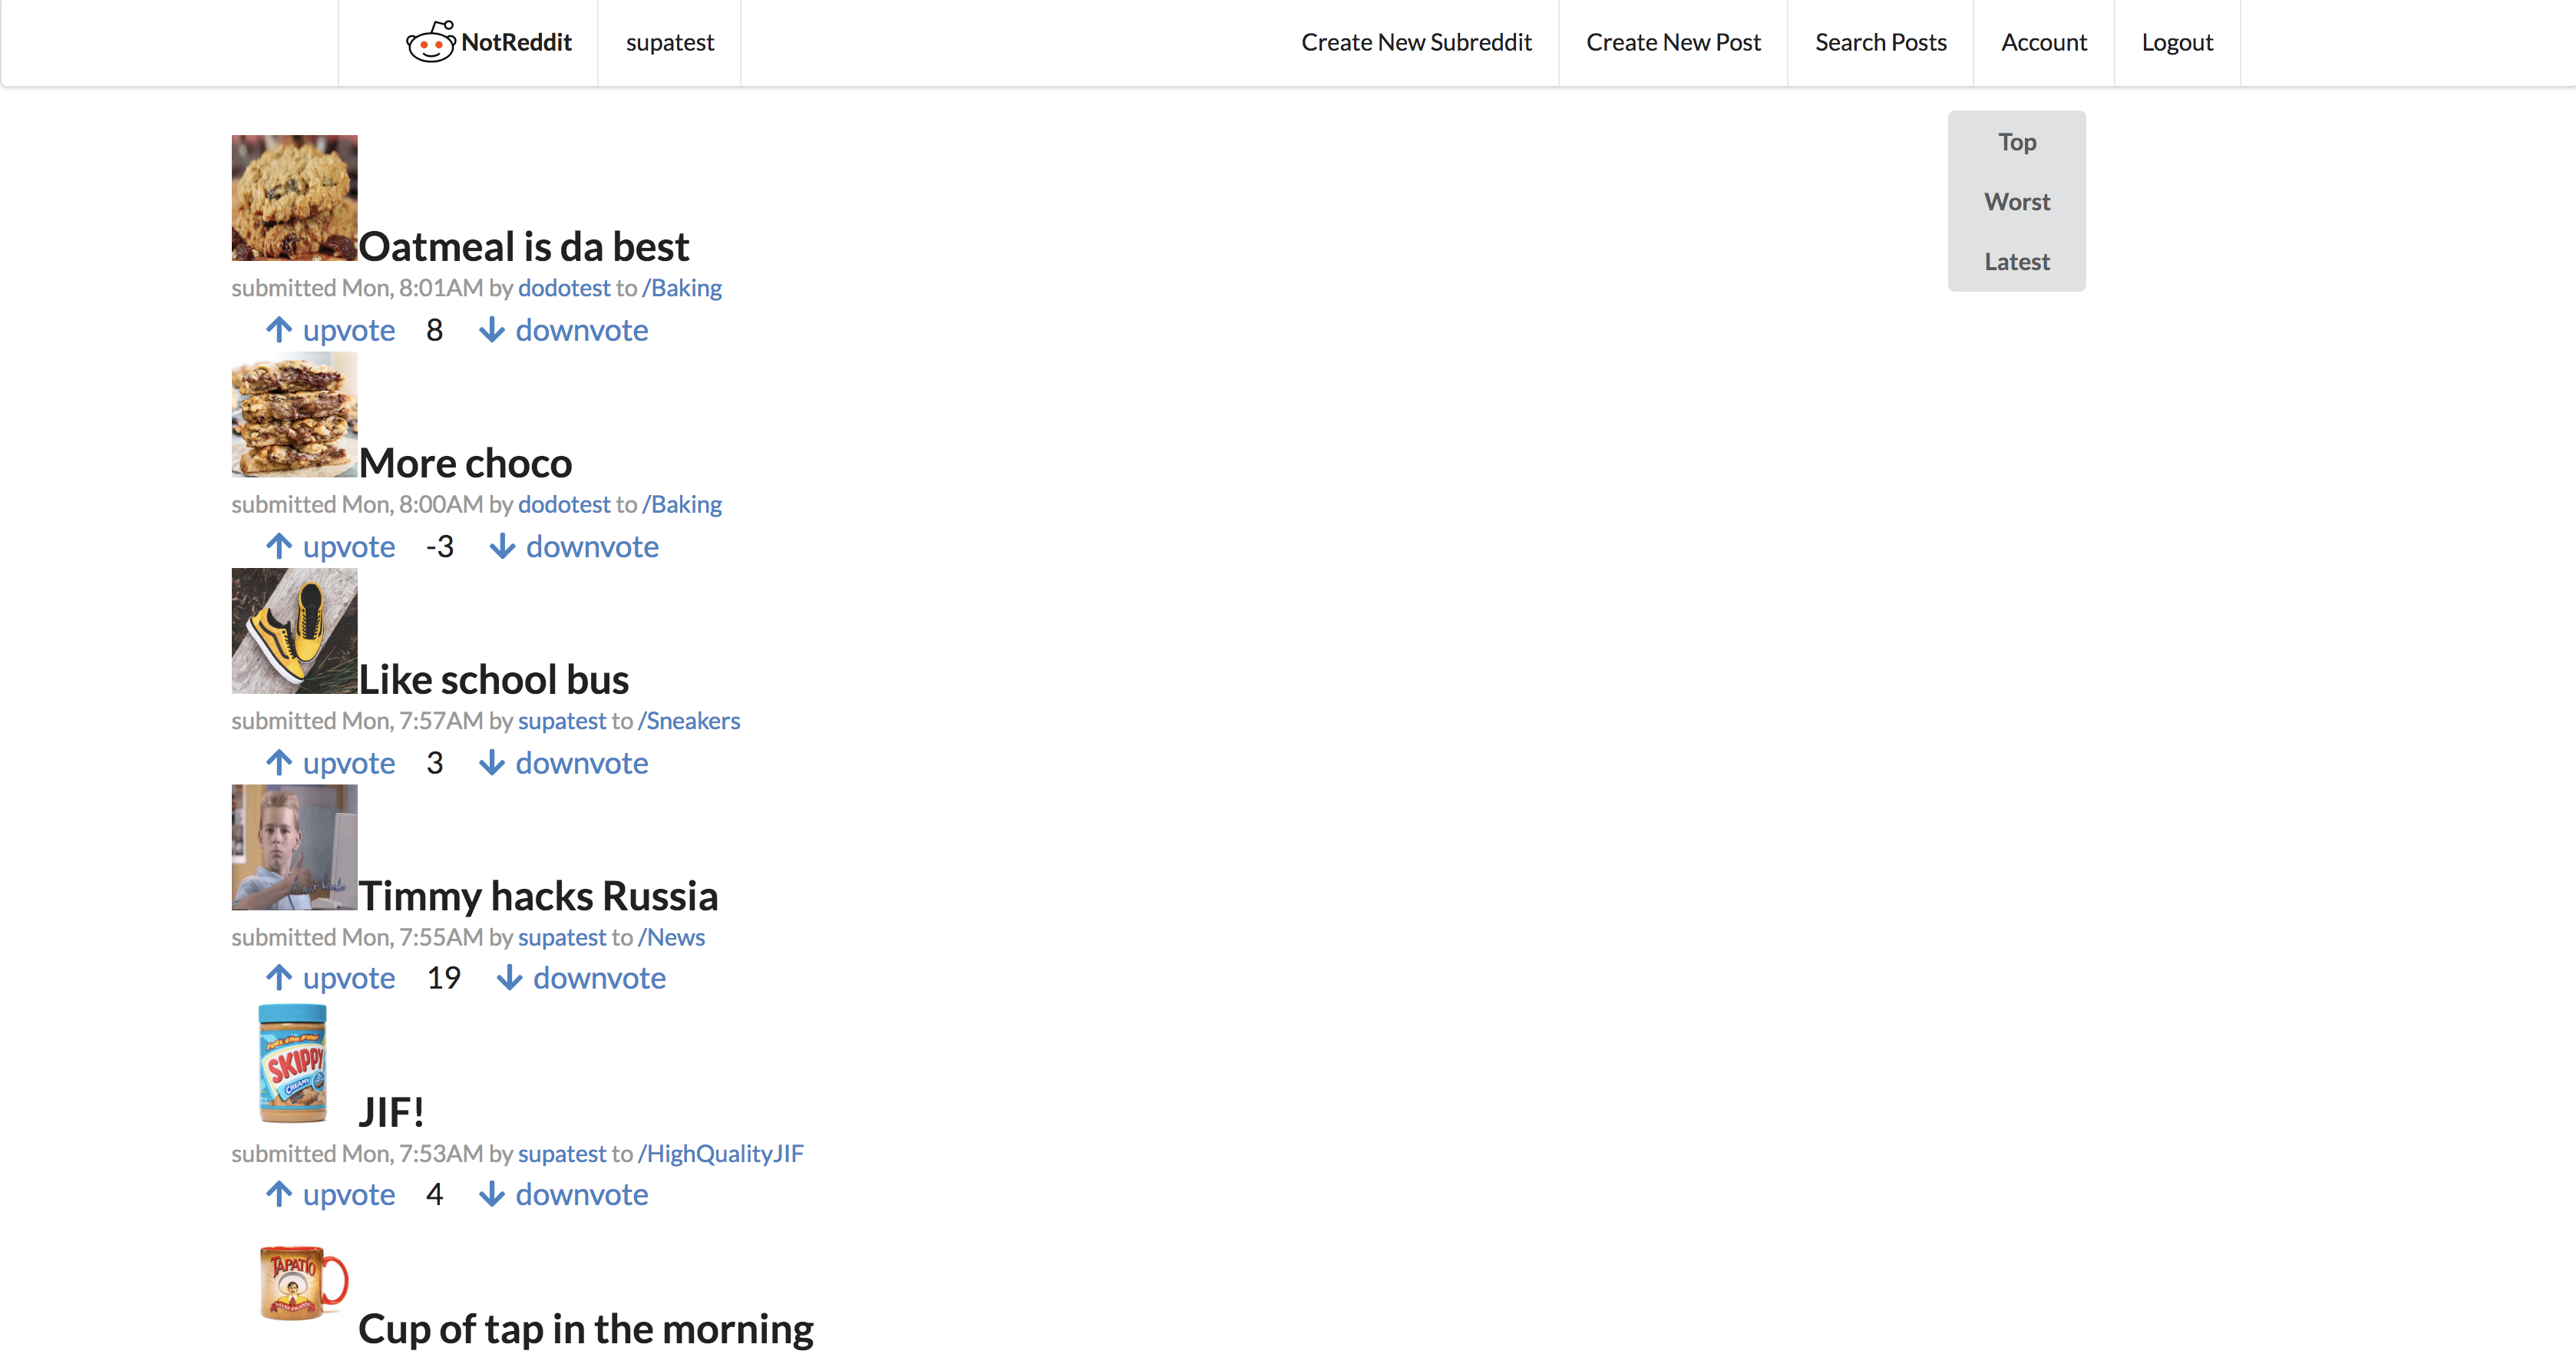 NotReddit supatest Create New Subreddit Create New Post Search Posts Account Logout
Top
Worst
Latest
Oatmeal is da best
submitted Mon, 8:01AM by dodotest to /Baking
upvote 8 downvote
More choco
submitted Mon, 8:00AM by dodotest to /Baking
upvote -3 downvote
Like school bus
submitted Mon, 7:57AM by supatest to /Sneakers
upvote 3 downvote
Timmy hacks Russia
submitted Mon, 7:55AM by supatest to /News
upvote 19 downvote
SKIPPY
CREAMY
JIF!
submitted Mon, 7:53AM by supatest to /HighQualityJIF
upvote 4 downvote
TAPATÍO
Cup of tap in the morning